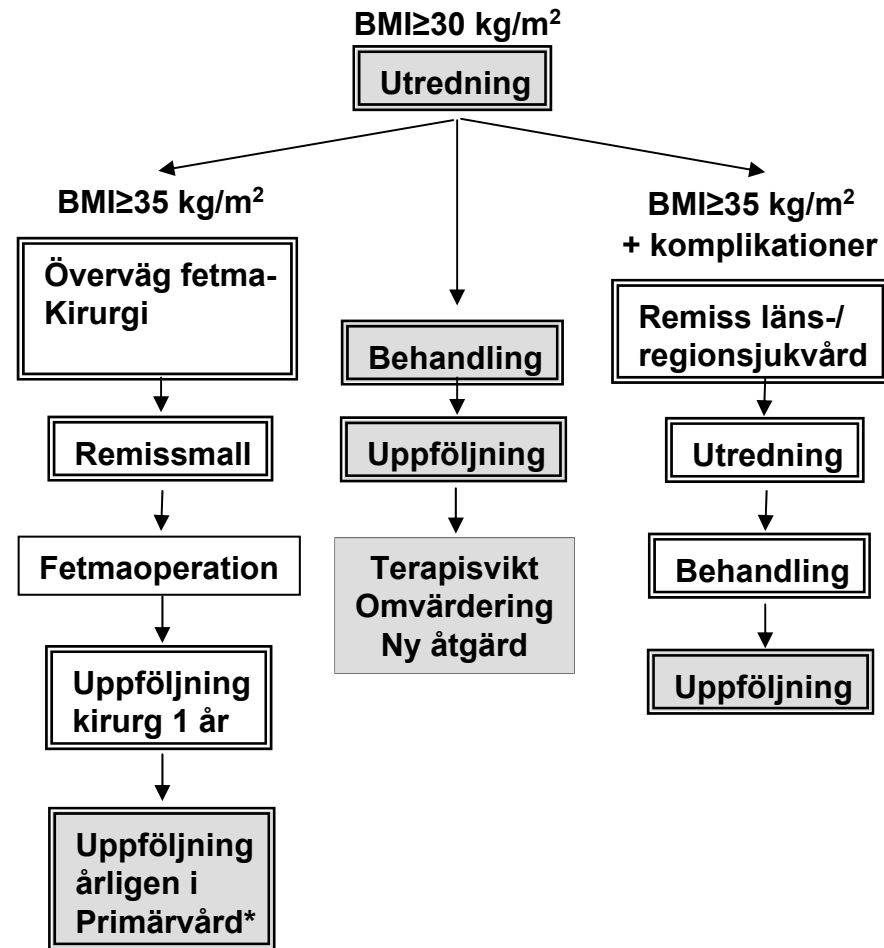 BMI≥30 kg/m²
Utredning
BMI≥35 kg/m²
Överväg fetma-
Kirurgi
Remissmall
Fetmaoperation
Uppföljning
kirurg 1 år
Uppföljning
årligen i
Primärvård*
Behandling
Uppföljning
Terapisvikt
Omvärdering
Ny åtgärd
BMI≥35 kg/m²
+ komplikationer
Remiss läns-/
regionsjukvård
Utredning
Behandling
Uppföljning